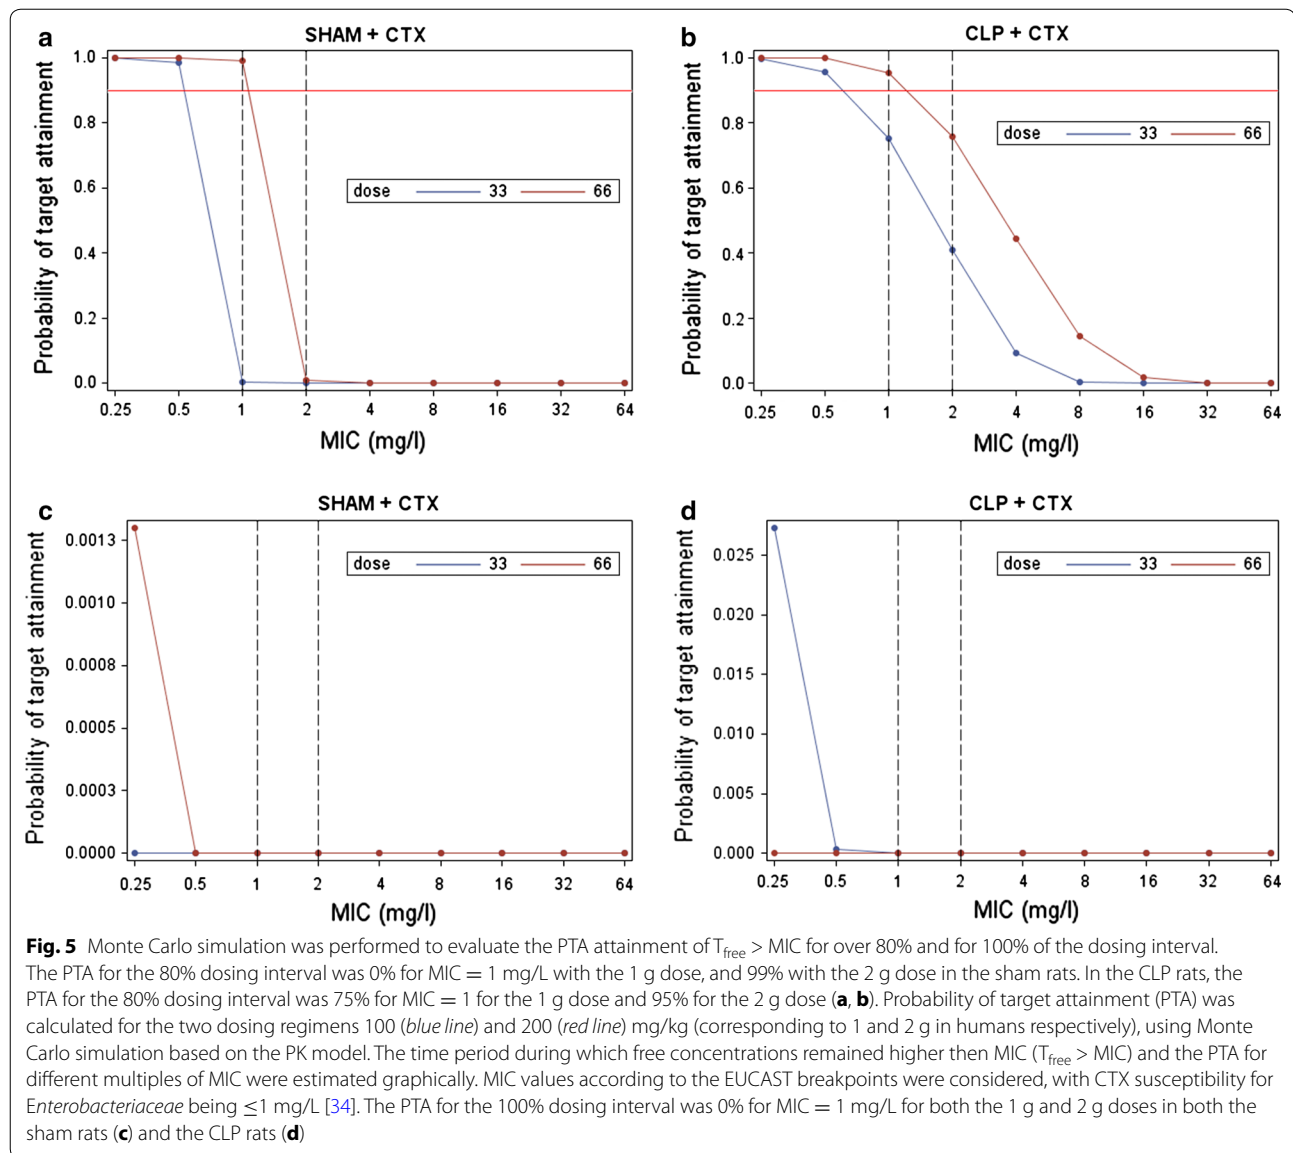 a
SHAM + CTX
1.0
0.8
0.6
0.4
0.2
0.0
Probability of target attainment
dose 33 66
0.25 0.5 1 2 4 8 16 32 64
MIC (mg/l)
b
CLP + CTX
1.0
0.8
0.6
0.4
0.2
0.0
Probability of target attainment
dose 33 66
0.25 0.5 1 2 4 8 16 32 64
MIC (mg/l)
c
SHAM + CTX
0.0013
0.0010
0.0008
0.0005
0.0003
0.0000
Probability of target attainment
dose 33 66
0.25 0.5 1 2 4 8 16 32 64
MIC (mg/l)
d
CLP + CTX
0.025
0.020
0.015
0.010
0.005
0.000
Probability of target attainment
dose 33 66
0.25 0.5 1 2 4 8 16 32 64
MIC (mg/l)
Fig. 5 Monte Carlo simulation was performed to evaluate the PTA attainment of Tfree > MIC for over 80% and for 100% of the dosing interval.
The PTA for the 80% dosing interval was 0% for MIC = 1 mg/L with the 1 g dose, and 99% with the 2 g dose in the sham rats. In the CLP rats, the
PTA for the 80% dosing interval was 75% for MIC = 1 for the 1 g dose and 95% for the 2 g dose (a, b). Probability of target attainment (PTA) was
calculated for the two dosing regimens 100 (blue line) and 200 (red line) mg/kg (corresponding to 1 and 2 g in humans respectively), using Monte
Carlo simulation based on the PK model. The time period during which free concentrations remained higher then MIC (Tfree > MIC) and the PTA for
different multiples of MIC were estimated graphically. MIC values according to the EUCAST breakpoints were considered, with CTX susceptibility for
Enterobacteriaceae being ≤1 mg/L [34]. The PTA for the 100% dosing interval was 0% for MIC = 1 mg/L for both the 1 g and 2 g doses in both the
sham rats (c) and the CLP rats (d)